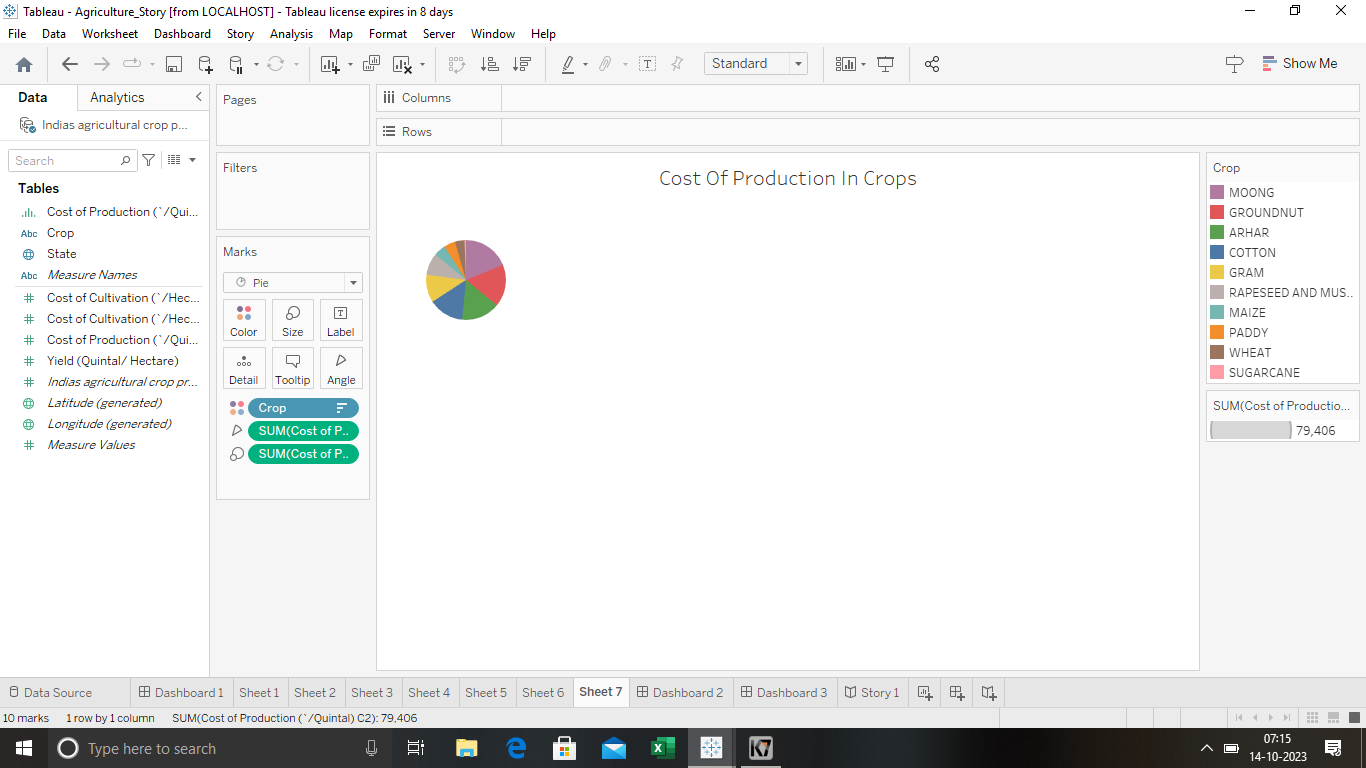 Tableau - Agriculture_Story [from LOCALHOST] - Tableau license expires in 8 days
File Data Worksheet Dashboard Story Analysis Map Format Server Window Help
Standard
Show Me
Data Analytics
Indias agricultural crop p...
Search
Tables
Cost of Production (`/Qui...
Abc Crop
State
Abc Measure Names
Cost of Cultivation (`/Hec...
Cost of Cultivation (`/Hec...
Cost of Production (`/Qui...
Yield (Quintal/ Hectare)
Indias agricultural crop pr...
Latitude (generated)
Longitude (generated)
Measure Values
Pages
Filters
Marks
Pie
Color Size Label
Detail Tooltip Angle
Crop
SUM(Cost of P..
SUM(Cost of P..
Columns
Rows
Cost Of Production In Crops
Crop
MOONG
GROUNDNUT
ARHAR
COTTON
GRAM
RAPESEED AND MUS..
MAIZE
PADDY
WHEAT
SUGARCANE
SUM(Cost of Productio...
79,406
Data Source Dashboard 1 Sheet 1 Sheet 2 Sheet 3 Sheet 4 Sheet 5 Sheet 6 Sheet 7 Dashboard 2 Dashboard 3 Story 1
10 marks 1 row by 1 column SUM(Cost of Production (`/Quintal) C2): 79,406
Type here to search
K7
07:15
14-10-2023